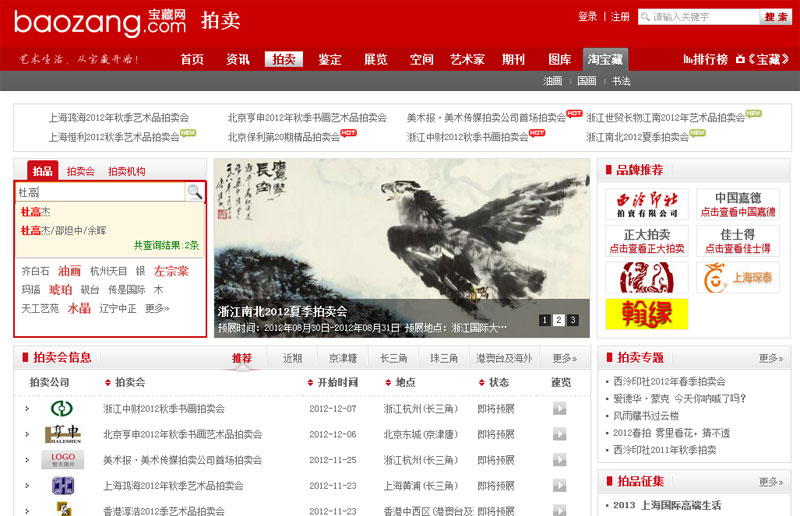 baozang.com 宝藏网 拍卖
登录 | 注册 请输入关键字 搜索
艺术生活，从宝藏开始!
首页 资讯 拍卖 鉴定 展览 空间 艺术家 期刊 图库 淘宝藏 排行榜 《宝藏》
油画 | 国画 | 书法
上海鸿海2012年秋季艺术品拍卖会 北京亨申2012年秋季书画艺术品拍卖会 美术报·美术传媒拍卖公司首场拍卖会 HOT 浙江世贸长物江南2012年艺术品拍卖会 NEW
上海恒利2012秋季艺术品拍卖会 NEW 北京保利第20期精品拍卖会 HOT 浙江中财2012秋季书画拍卖会 HOT 浙江南北2012夏季拍卖会 NEW
拍品 拍卖会 拍卖机构
杜高
杜高杰
杜高杰/邵坦中/余晖
共查询结果:2条
齐白石 油画 杭州天目 银 左宗棠
玛瑙 琥珀 砚台 传是国际 木
天工艺苑 水晶 辽宁中正 更多»
浙江南北2012夏季拍卖会
预展时间：2012年08月30日-2012年08月31日 预展地点：浙江国际大…
1 2 3
品牌推荐
西泠印社 拍卖有限公司
中国嘉德 点击查看中国嘉德
正大拍卖 点击查看正大拍卖
佳士得 点击查看佳士得
上海琛泰
翰缘
拍卖会信息 推荐 近期 京津塘 长三角 珠三角 港澳台及海外 更多»
拍卖公司 拍卖会 开始时间 地点 状态 速览
浙江中财2012秋季书画拍卖会 2012-12-07 浙江杭州(长三角) 即将预展
亨申 HALESHEN 北京亨申2012年秋季书画艺术品拍卖会 2012-12-06 北京东城(京津唐) 即将预展
LOGO 暂无图片 美术报·美术传媒拍卖公司首场拍卖会 2012-11-25 浙江杭州(长三角) 即将预展
上海鸿海2012年秋季艺术品拍卖会 2012-11-23 上海黄浦(长三角) 即将预展
香港淳浩2012季艺术品拍卖会 2012-11-23 香港中西区(港澳台及 即将预展
拍卖专题 更多»
西泠印社2012年春季拍卖会
爱德华·蒙克 今天你呐喊了吗?
风雨藏书过云楼
2012春拍 雾里看花，猜不透
西泠印社2011年秋季拍卖
拍品征集 更多»
2013 上海国际高端生活